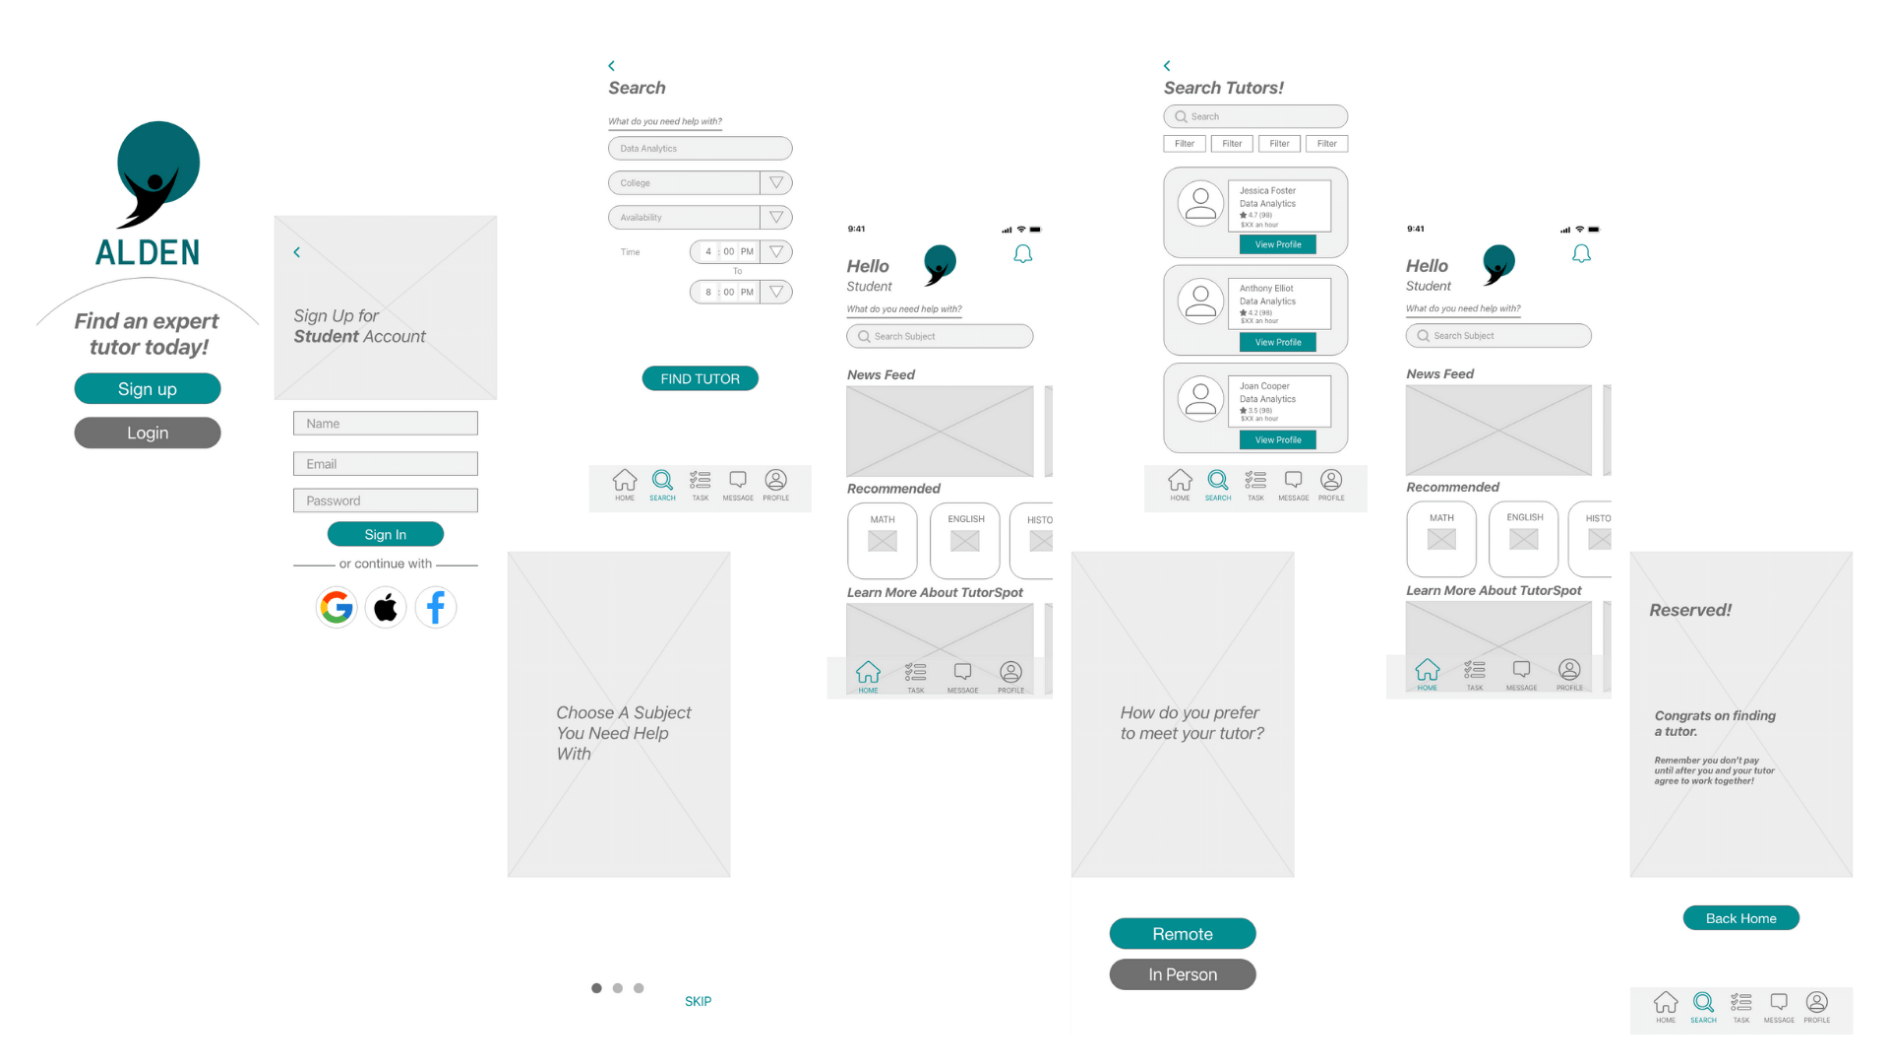 ALDEN
Find an expert
tutor today!
Sign up
Login
Sign Up for
Student Account
Name
Email
Password
Sign In
or continue with
Search
What do you need help with?
Data Analytics
College
Availability
Time
4 : 00 PM
To
8 : 00 PM
FIND TUTOR
HOME SEARCH TASK MESSAGE PROFILE
Choose A Subject
You Need Help
With
SKIP
9:41
Hello
Student
What do you need help with?
Search Subject
News Feed
Recommended
MATH ENGLISH HISTO
Learn More About TutorSpot
HOME TASK MESSAGE PROFILE
Search Tutors!
Search
Filter Filter Filter Filter
Jessica Foster
Data Analytics
4.7 (98)
$XX an hour
View Profile
Anthony Elliot
Data Analytics
4.2 (98)
$XX an hour
View Profile
Joan Cooper
Data Analytics
3.5 (98)
$XX an hour
View Profile
HOME SEARCH TASK MESSAGE PROFILE
How do you prefer
to meet your tutor?
Remote
In Person
9:41
Hello
Student
What do you need help with?
Search Subject
News Feed
Recommended
MATH ENGLISH HISTO
Learn More About TutorSpot
HOME TASK MESSAGE PROFILE
Reserved!
Congrats on finding
a tutor.
Remember you don't pay
until after you and your tutor
agree to work together!
Back Home
HOME SEARCH TASK MESSAGE PROFILE